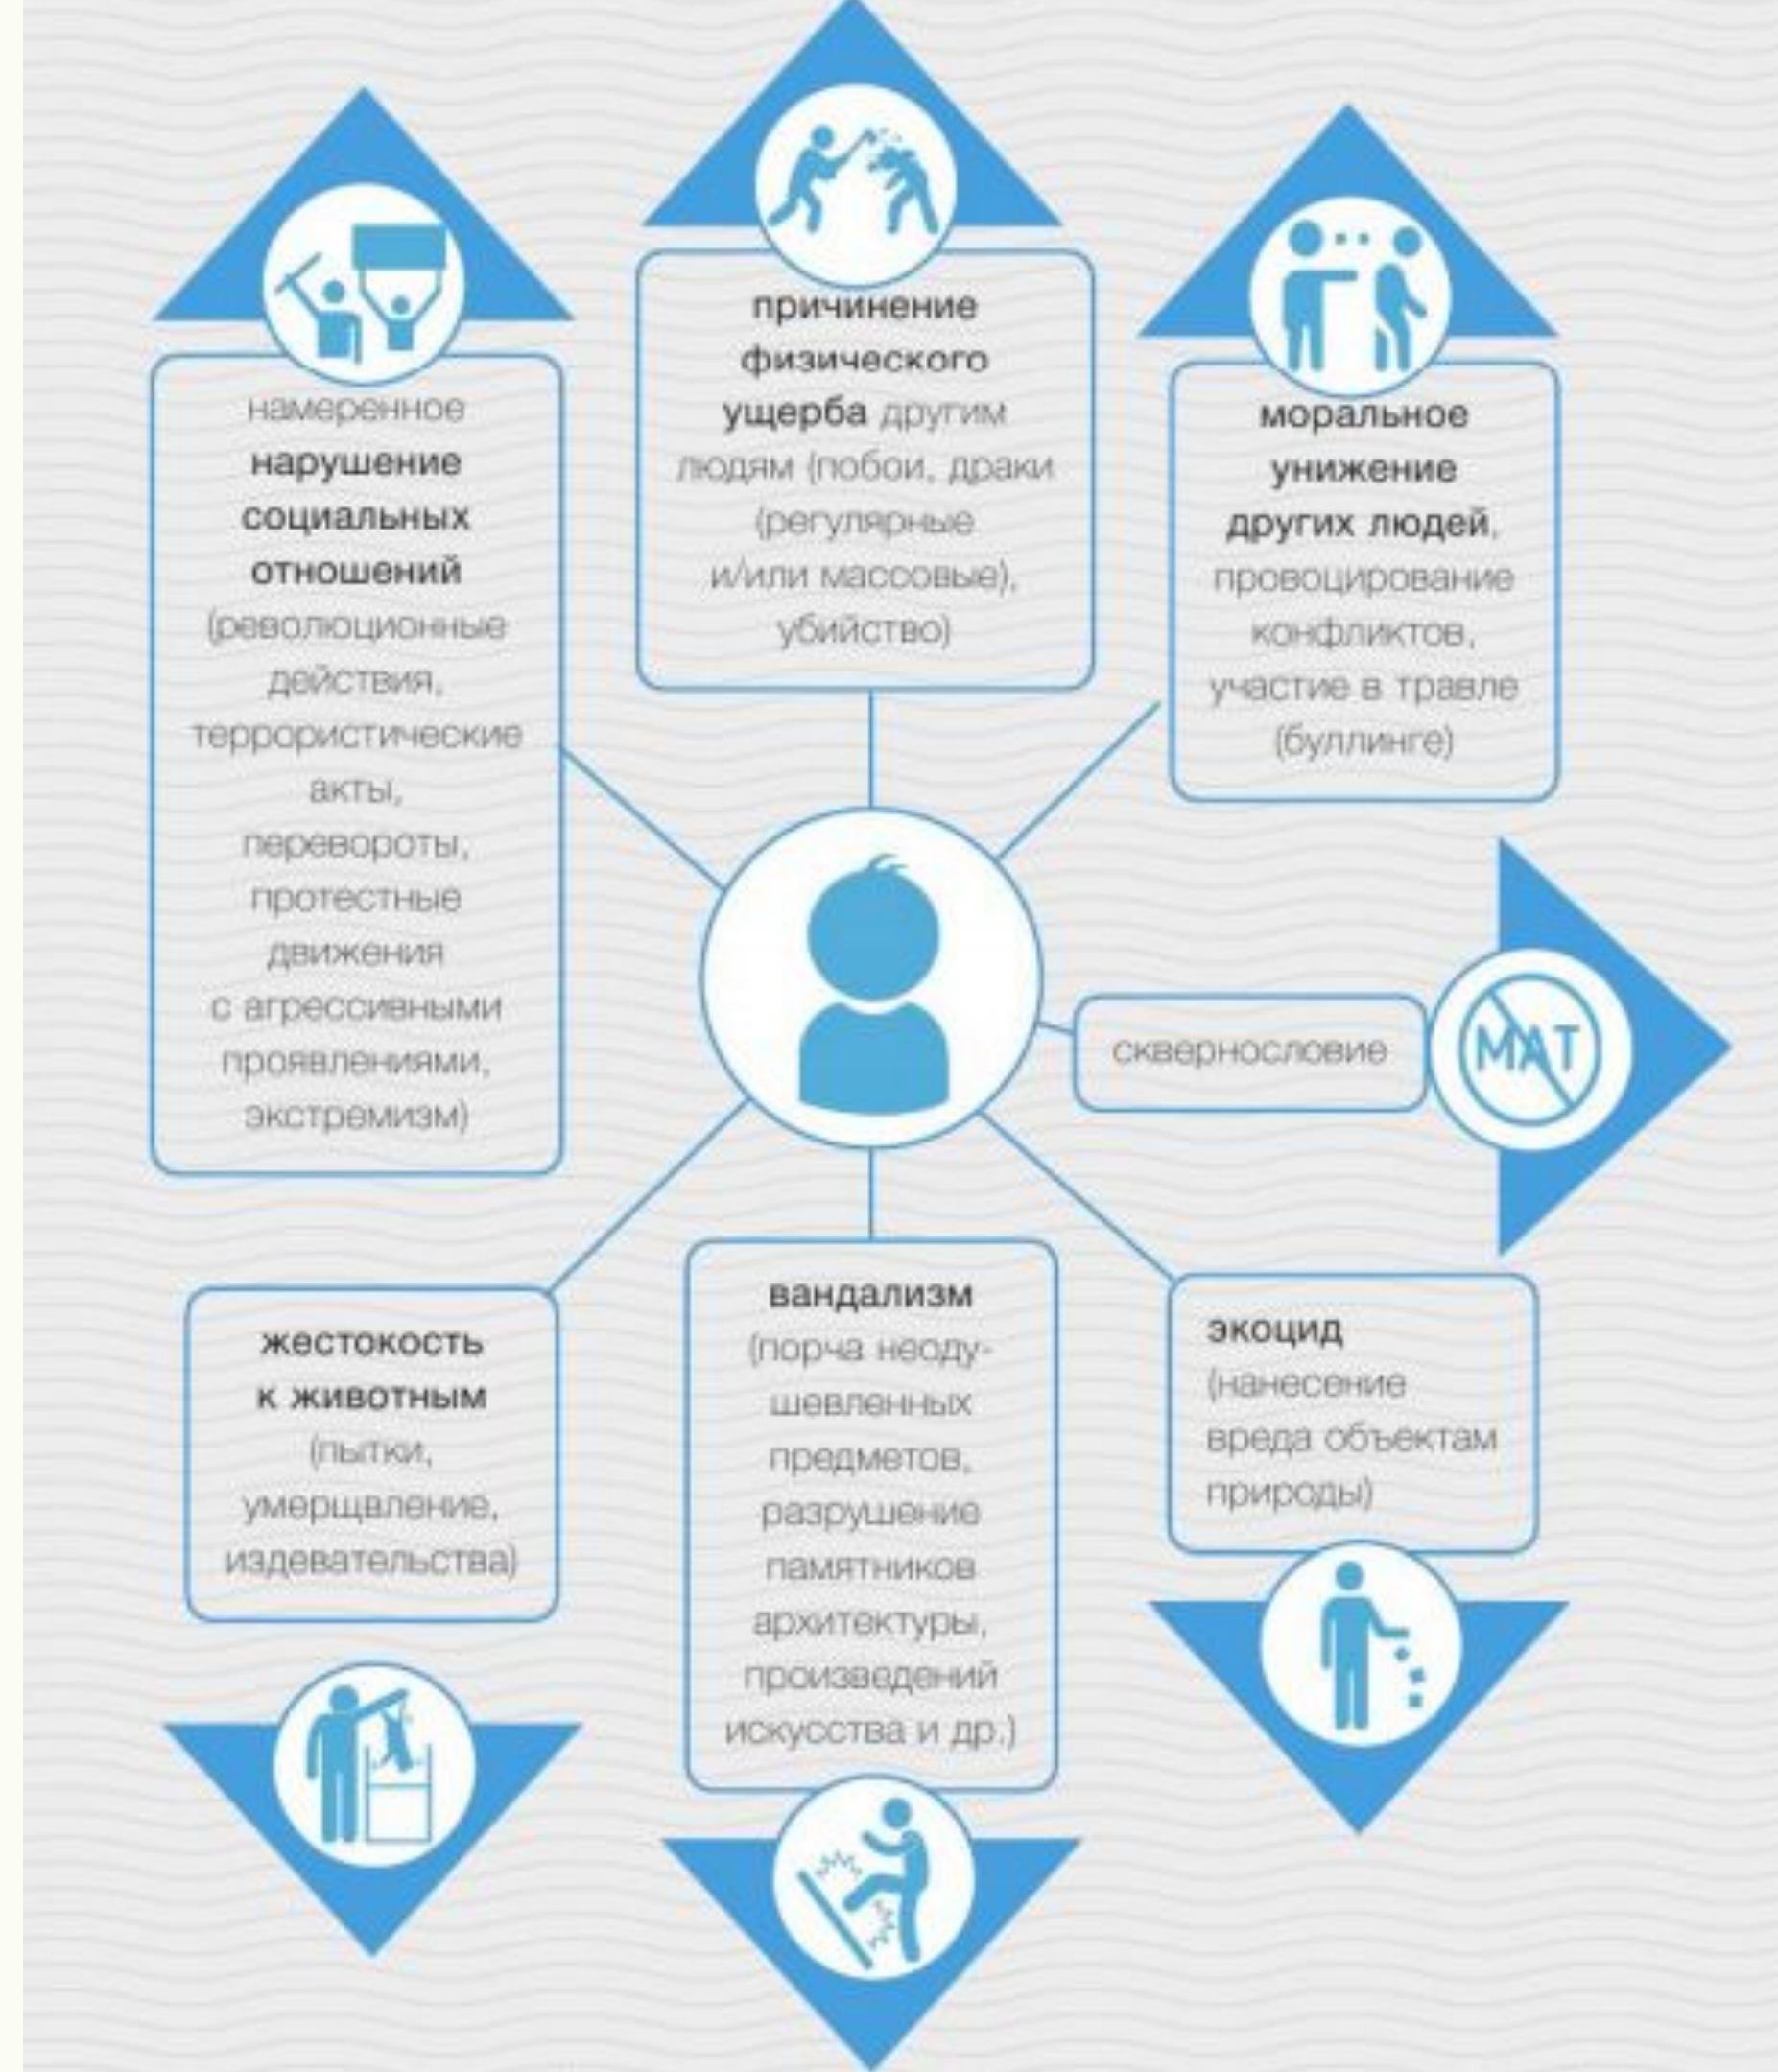 намеренное
нарушение
социальных
отношений
(революционные
действия,
террористические
акты,
перевороты,
протестные
движения
с агрессивными
проявлениями,
экстремизм)
причинение
физического
ущерба другим
людям (побои, драки
(регулярные
и/или массовые),
убийство)
моральное
унижение
других людей,
провоцирование
конфликтов,
участие в травле
(буллинге)
сквернословие
МАТ
жестокость
к животным
(пытки,
умерщвление,
издевательства)
вандализм
(порча неоду-
шевленных
предметов,
разрушение
памятников
архитектуры,
произведений
искусства и др.)
экоцид
(нанесение
вреда объектам
природы)